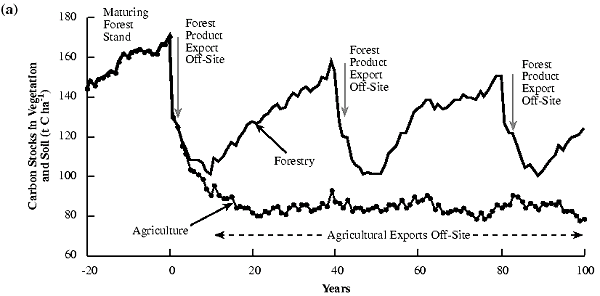 (a)
Maturing
Forest
Stand
Forest
Product
Export
Off-Site
Forest
Product
Export
Off-Site
Forest
Product
Export
Off-Site
Carbon Stocks in Vegetation
and Soil (t C ha⁻¹)
180
160
140
120
100
80
60
Forestry
Agriculture
Agricultural Exports Off-Site
-20
0
20
40
60
80
100
Years